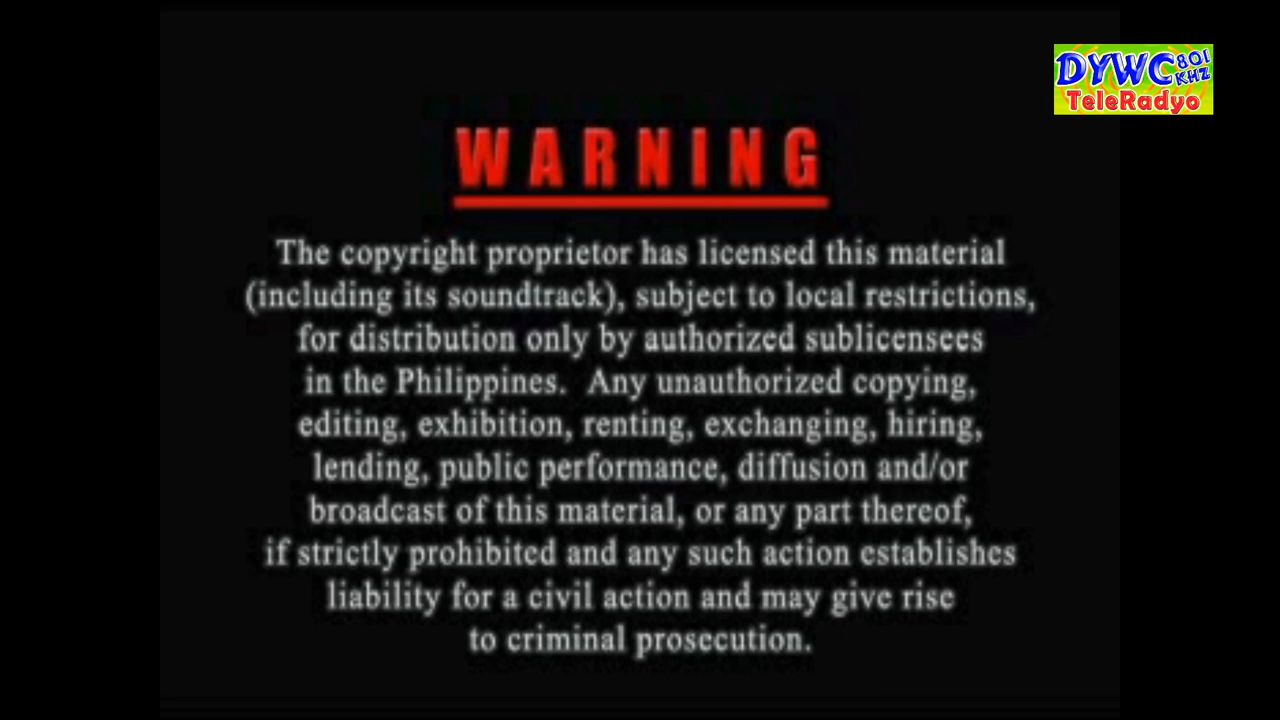 DYWC 801 KHZ
TeleRadyo
WARNING
The copyright proprietor has licensed this material
(including its soundtrack), subject to local restrictions,
for distribution only by authorized sublicensees
in the Philippines.  Any unauthorized copying,
editing, exhibition, renting, exchanging, hiring,
lending, public performance, diffusion and/or
broadcast of this material, or any part thereof,
if strictly prohibited and any such action establishes
liability for a civil action and may give rise
to criminal prosecution.